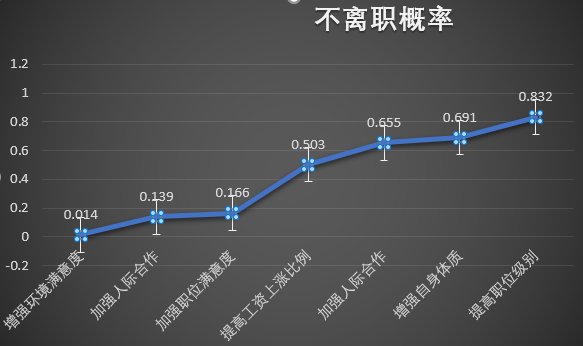 不离职概率
1.2
1
0.8
0.6
0.4
0.2
0
-0.2
0.014
0.139
0.166
0.503
0.655
0.691
0.832
增强环境满意度
加强人际合作
加强职位满意度
提高工资上涨比例
加强人际合作
增强自身体质
提高职位级别